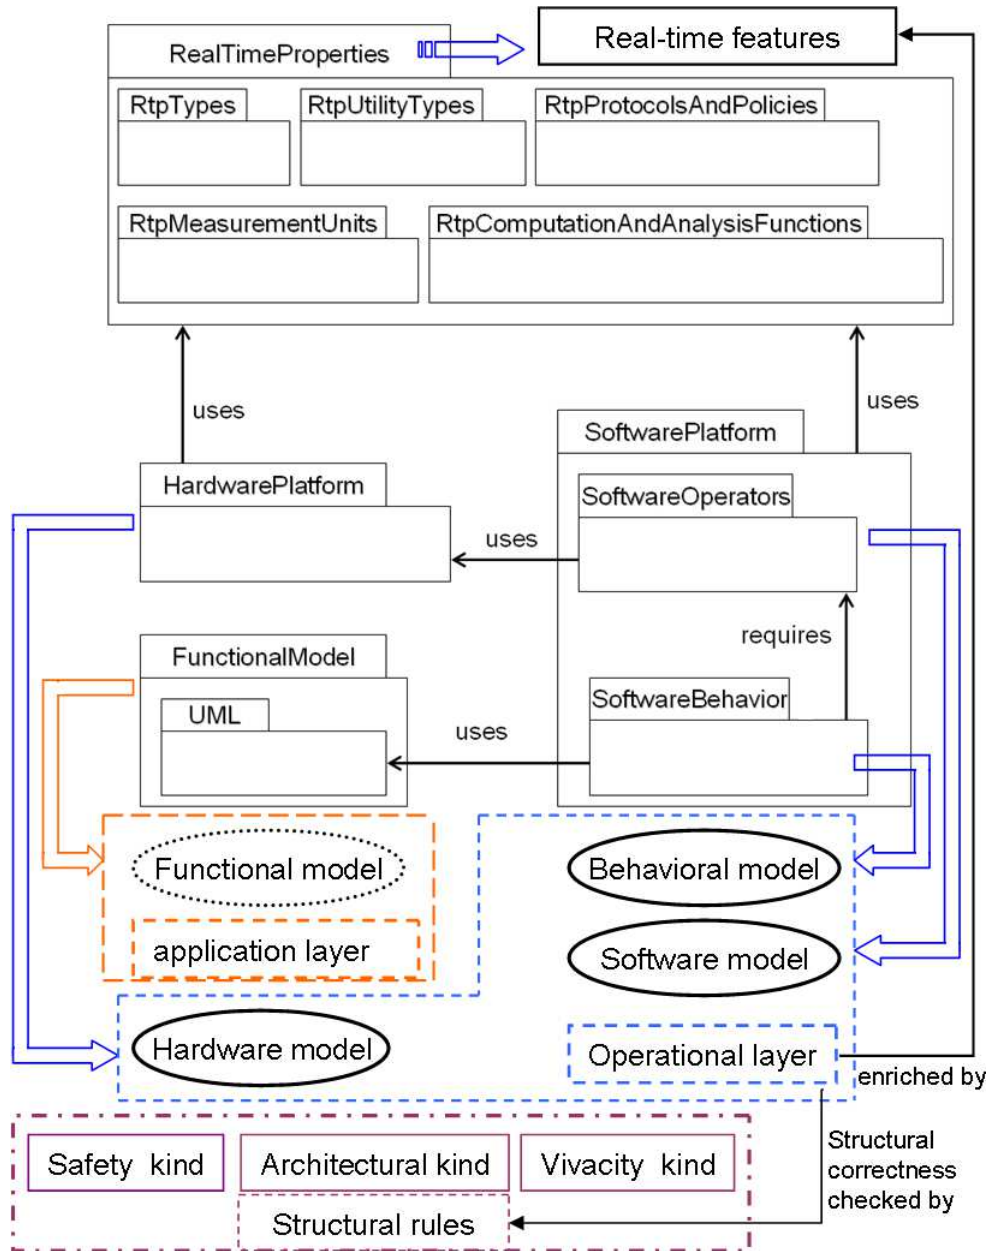 Real-time features
RealTimeProperties
RtpTypes
RtpUtilityTypes
RtpProtocolsAndPolicies
RtpMeasurementUnits
RtpComputationAndAnalysisFunctions
uses
uses
SoftwarePlatform
HardwarePlatform
SoftwareOperators
uses
requires
FunctionalModel
SoftwareBehavior
UML
uses
Functional model
Behavioral model
application layer
Software model
Hardware model
Operational layer
enriched by
Structural
correctness
checked by
Safety kind
Architectural kind
Vivacity kind
Structural rules